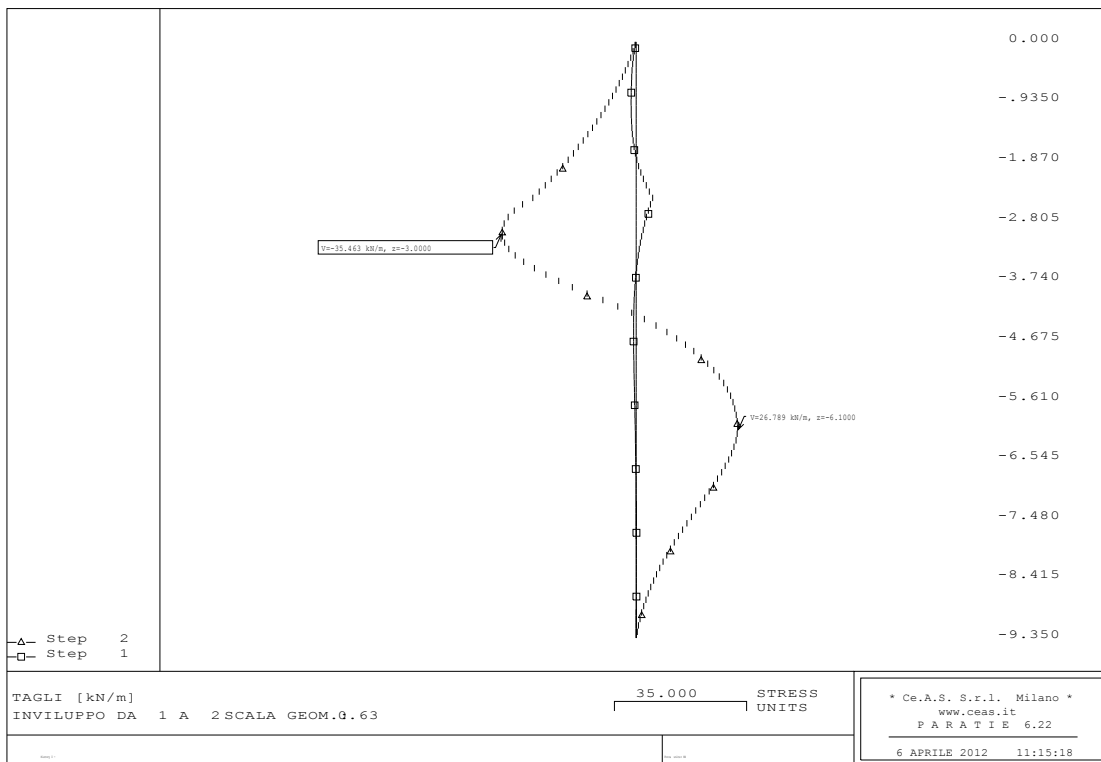 0.000
-.9350
-1.870
-2.805
V=-35.463 kN/m, z=-3.0000
-3.740
-4.675
-5.610
V=26.789 kN/m, z=-6.1000
-6.545
-7.480
-8.415
-9.350
Step 2
Step 1
TAGLI [kN/m]
INVILUPPO DA 1 A 2 SCALA GEOM. .63
35.000 STRESS
UNITS
* Ce.A.S. S.r.l. Milano *
www.ceas.it
P A R A T I E 6.22
6 APRILE 2012 11:15:18